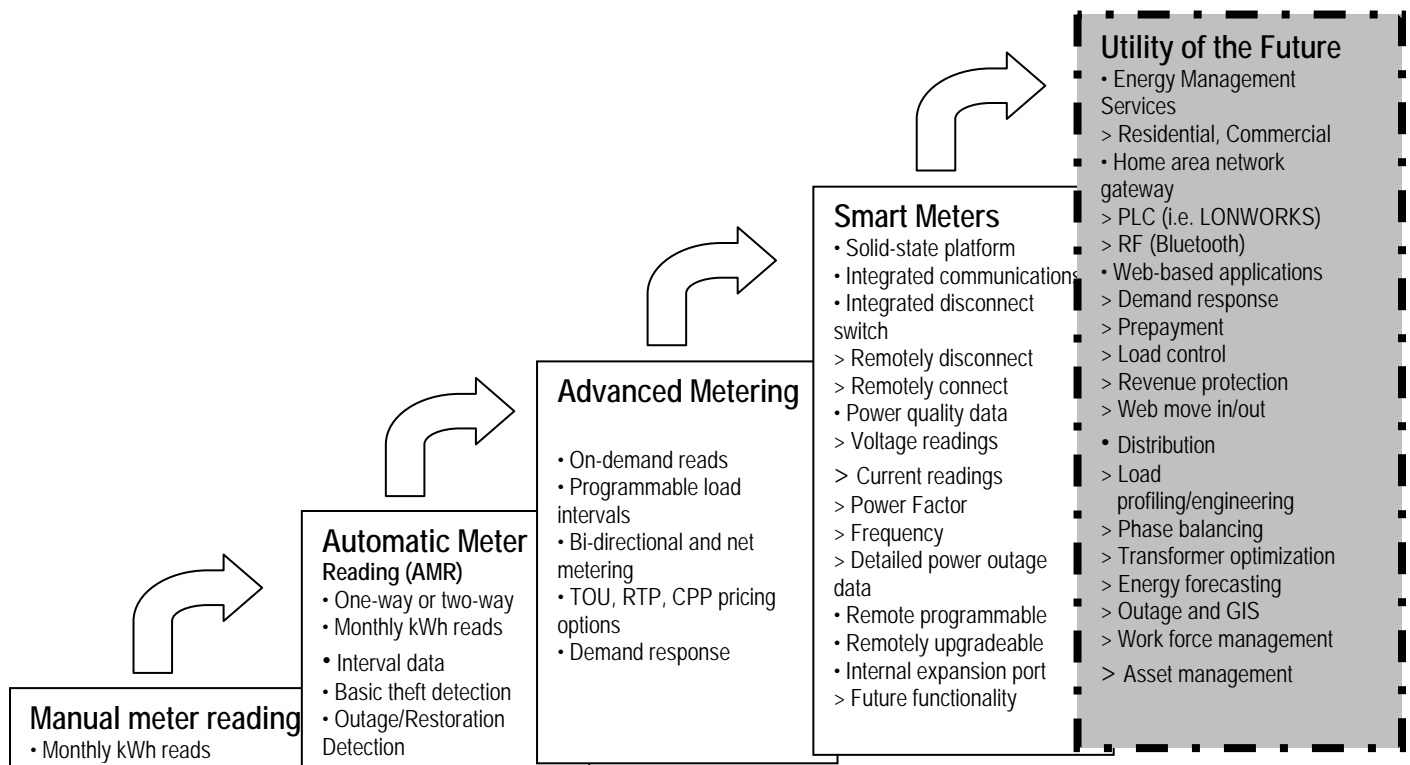 Manual meter reading
• Monthly kWh reads
Automatic Meter
Reading (AMR)
• One-way or two-way
• Monthly kWh reads
• Interval data
• Basic theft detection
• Outage/Restoration
Detection
Advanced Metering
• On-demand reads
• Programmable load
intervals
• Bi-directional and net
metering
• TOU, RTP, CPP pricing
options
• Demand response
Smart Meters
• Solid-state platform
• Integrated communications
• Integrated disconnect
switch
> Remotely disconnect
> Remotely connect
• Power quality data
> Voltage readings
> Current readings
> Power Factor
> Frequency
> Detailed power outage
data
• Remote programmable
• Remotely upgradeable
• Internal expansion port
> Future functionality
Utility of the Future
• Energy Management
Services
> Residential, Commercial
• Home area network
gateway
> PLC (i.e. LONWORKS)
> RF (Bluetooth)
• Web-based applications
> Demand response
> Prepayment
> Load control
> Revenue protection
> Web move in/out
• Distribution
> Load
profiling/engineering
> Phase balancing
> Transformer optimization
> Energy forecasting
> Outage and GIS
> Work force management
> Asset management